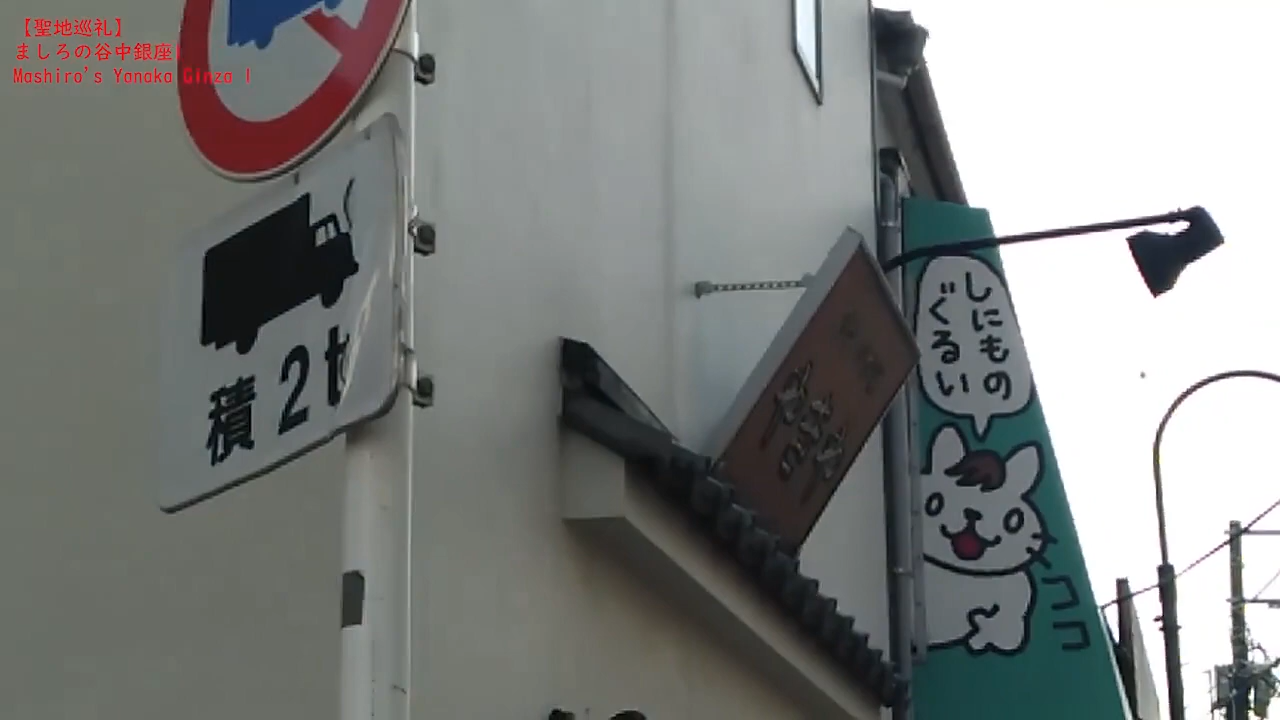 【聖地巡礼】
ましろの谷中銀座|
Mashiro's Yanaka Ginza |
積2t
しにもの
ぐるい
ココ